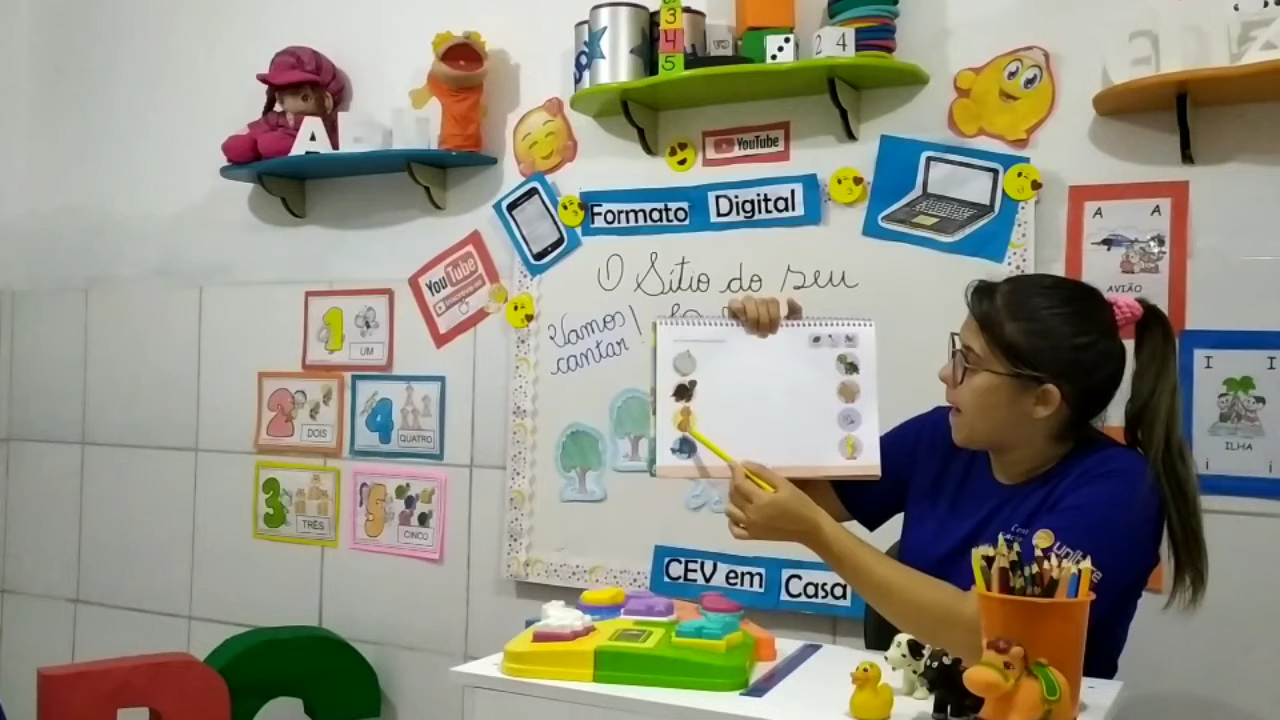 3
4
5
2 4
A
YouTube
Formato Digital
YouTube
O Sítio do seu
Vamos
cantar!
A A
AVIÃO
1
UM
2
DOIS
4
QUATRO
3
TRÊS
5
CINCO
I I
ILHA
i i
CEV em Casa